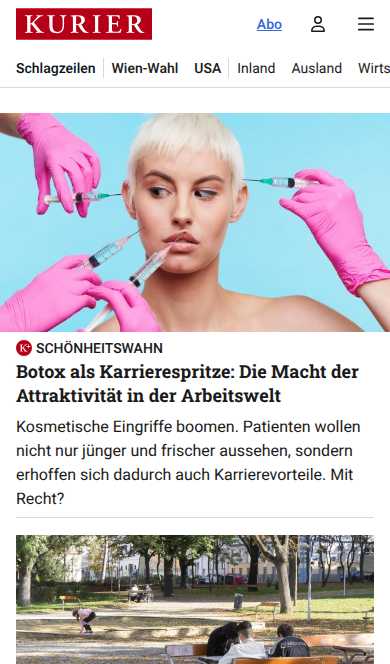 KURIER
Abo
Schlagzeilen Wien-Wahl USA Inland Ausland Wirts
K+ SCHÖNHEITSWAHN
Botox als Karrierespritze: Die Macht der
Attraktivität in der Arbeitswelt
Kosmetische Eingriffe boomen. Patienten wollen
nicht nur jünger und frischer aussehen, sondern
erhoffen sich dadurch auch Karrierevorteile. Mit
Recht?